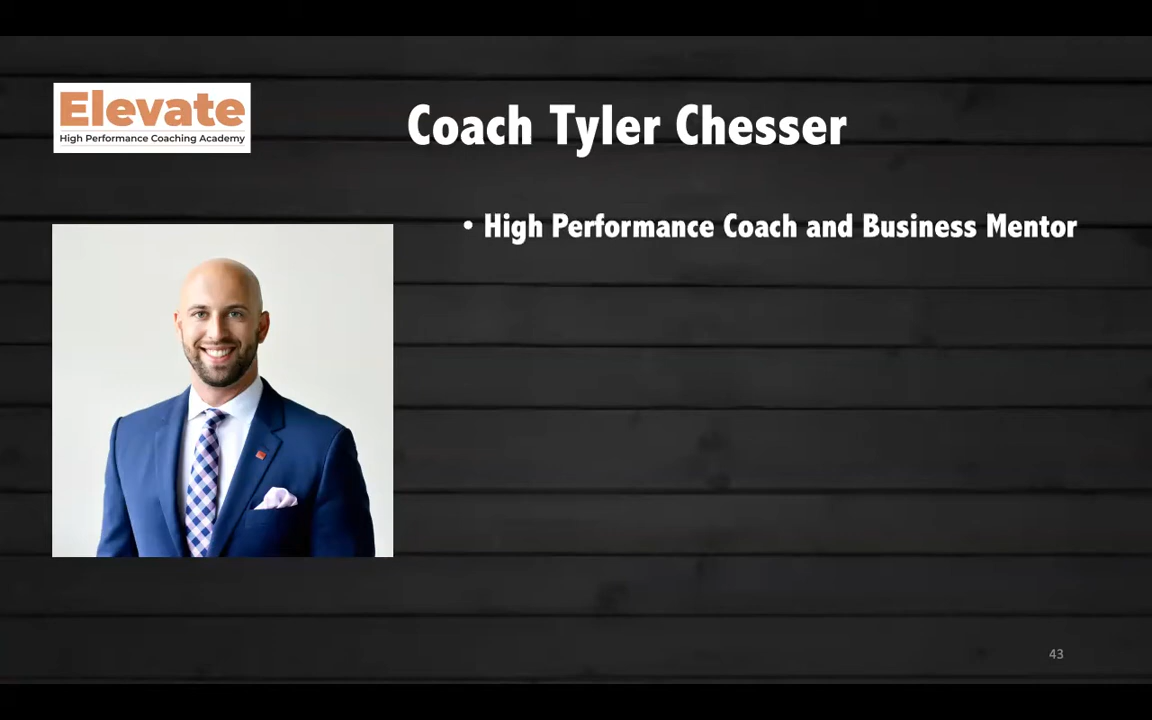 Elevate
High Performance Coaching Academy
Coach Tyler Chesser
• High Performance Coach and Business Mentor
43